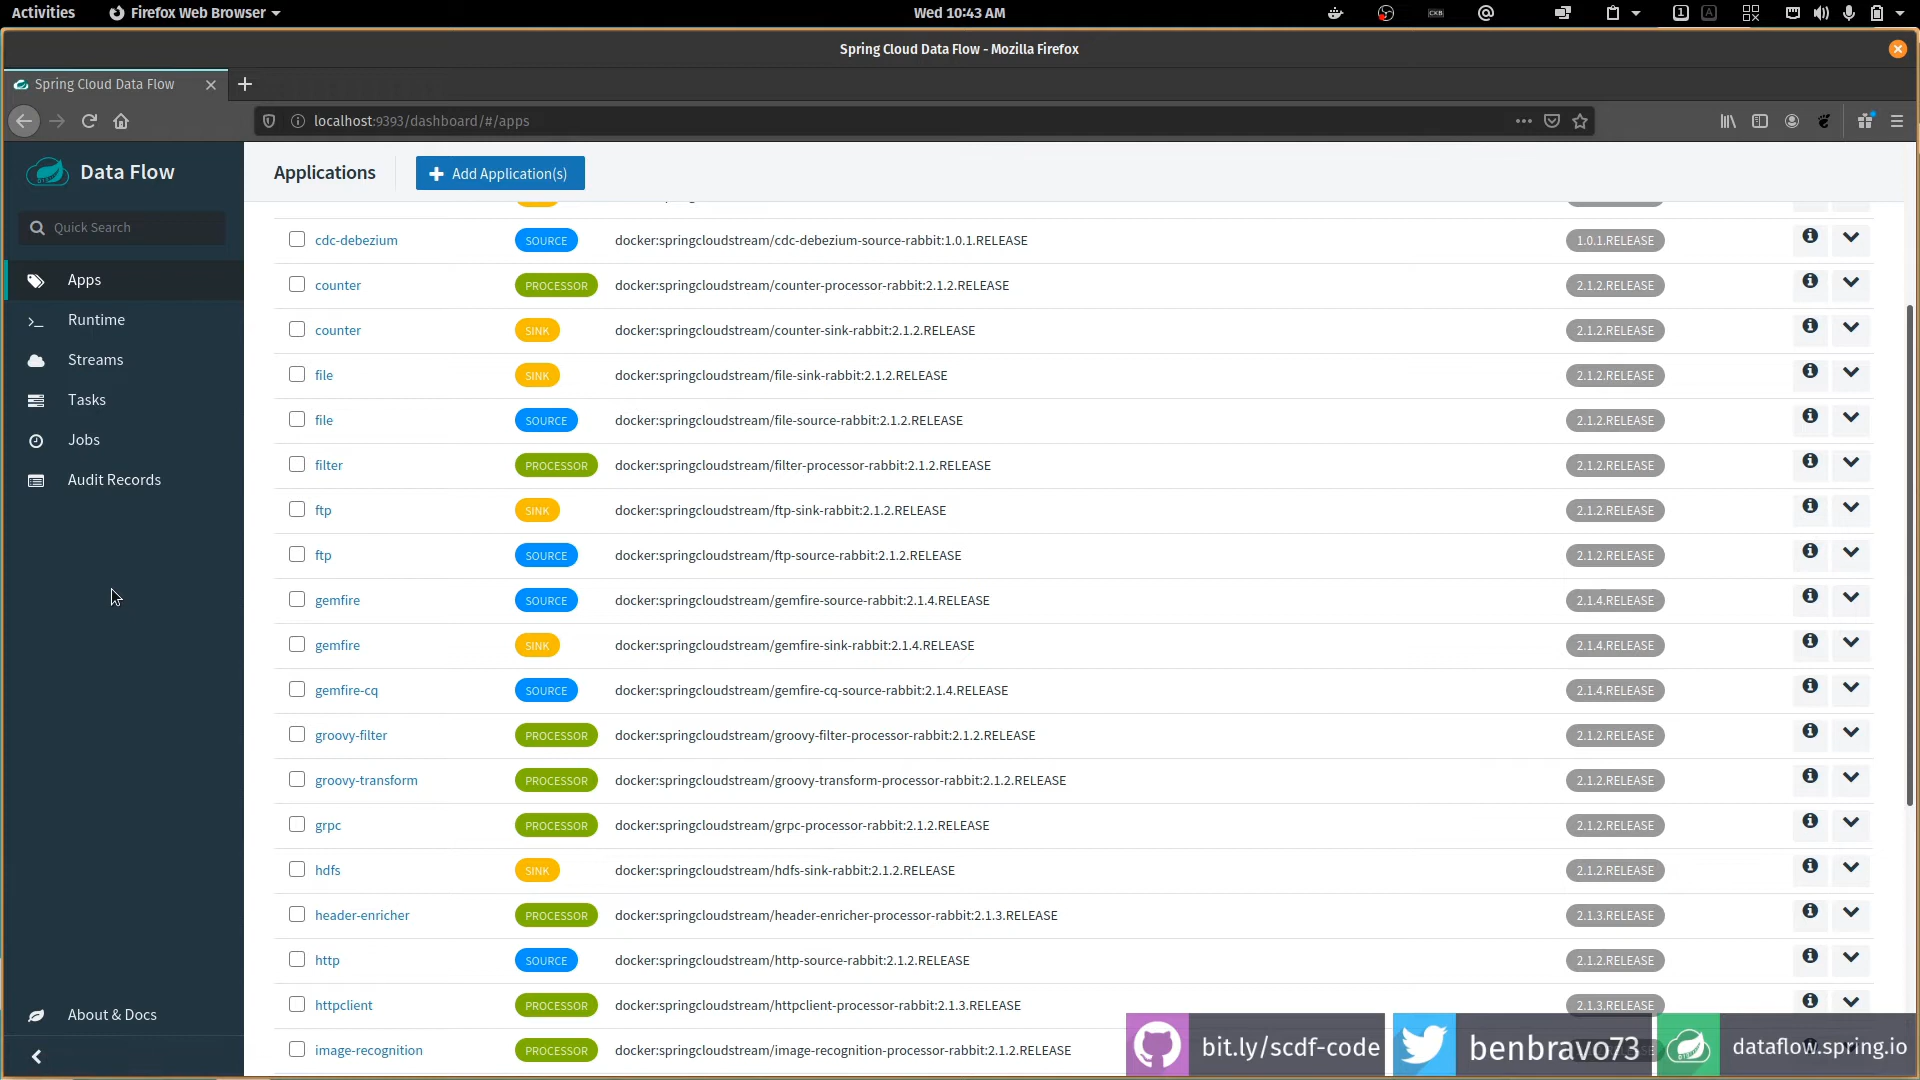 Activities
Firefox Web Browser
Wed 10:43 AM
Spring Cloud Data Flow - Mozilla Firefox
Spring Cloud Data Flow
localhost:9393/dashboard/#/apps
Data Flow
Quick Search
Apps
Runtime
Streams
Tasks
Jobs
Audit Records
About & Docs
Applications
Add Application(s)
cdc-debezium SOURCE docker:springcloudstream/cdc-debezium-source-rabbit:1.0.1.RELEASE 1.0.1.RELEASE
counter PROCESSOR docker:springcloudstream/counter-processor-rabbit:2.1.2.RELEASE 2.1.2.RELEASE
counter SINK docker:springcloudstream/counter-sink-rabbit:2.1.2.RELEASE 2.1.2.RELEASE
file SINK docker:springcloudstream/file-sink-rabbit:2.1.2.RELEASE 2.1.2.RELEASE
file SOURCE docker:springcloudstream/file-source-rabbit:2.1.2.RELEASE 2.1.2.RELEASE
filter PROCESSOR docker:springcloudstream/filter-processor-rabbit:2.1.2.RELEASE 2.1.2.RELEASE
ftp SINK docker:springcloudstream/ftp-sink-rabbit:2.1.2.RELEASE 2.1.2.RELEASE
ftp SOURCE docker:springcloudstream/ftp-source-rabbit:2.1.2.RELEASE 2.1.2.RELEASE
gemfire SOURCE docker:springcloudstream/gemfire-source-rabbit:2.1.4.RELEASE 2.1.4.RELEASE
gemfire SINK docker:springcloudstream/gemfire-sink-rabbit:2.1.4.RELEASE 2.1.4.RELEASE
gemfire-cq SOURCE docker:springcloudstream/gemfire-cq-source-rabbit:2.1.4.RELEASE 2.1.4.RELEASE
groovy-filter PROCESSOR docker:springcloudstream/groovy-filter-processor-rabbit:2.1.2.RELEASE 2.1.2.RELEASE
groovy-transform PROCESSOR docker:springcloudstream/groovy-transform-processor-rabbit:2.1.2.RELEASE 2.1.2.RELEASE
grpc PROCESSOR docker:springcloudstream/grpc-processor-rabbit:2.1.2.RELEASE 2.1.2.RELEASE
hdfs SINK docker:springcloudstream/hdfs-sink-rabbit:2.1.2.RELEASE 2.1.2.RELEASE
header-enricher PROCESSOR docker:springcloudstream/header-enricher-processor-rabbit:2.1.3.RELEASE 2.1.3.RELEASE
http SOURCE docker:springcloudstream/http-source-rabbit:2.1.2.RELEASE 2.1.2.RELEASE
httpclient PROCESSOR docker:springcloudstream/httpclient-processor-rabbit:2.1.3.RELEASE 2.1.3.RELEASE
image-recognition PROCESSOR docker:springcloudstream/image-recognition-processor-rabbit:2.1.2.RELEASE
bit.ly/scdf-code
benbravo73
dataflow.spring.io